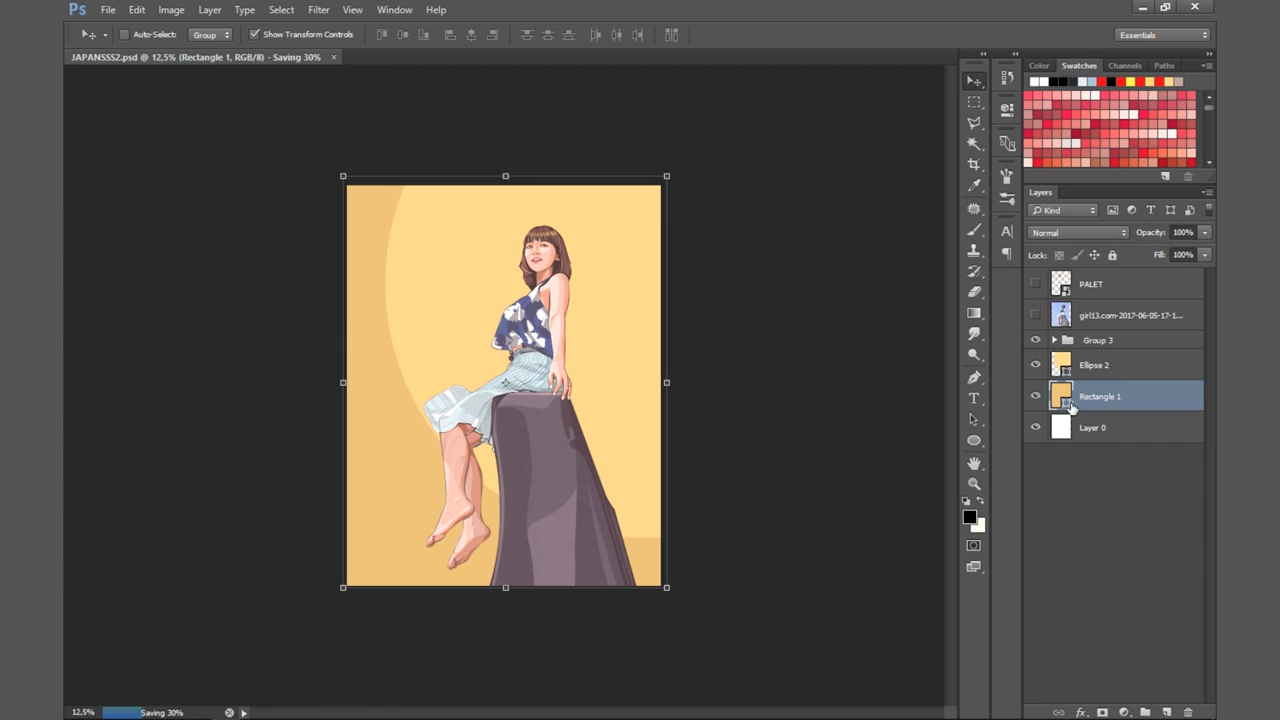 Ps File Edit Image Layer Type Select Filter View Window Help
Auto-Select: Group Show Transform Controls Essentials
JAPANSSS2.psd @ 12,5% (Rectangle 1, RGB/8) - Saving 30% ×
Color Swatches Channels Paths
Layers
Kind
Normal Opacity: 100%
Lock: Fill: 100%
PALET
girl13.com-2017-06-05-17-1...
Group 3
Ellipse 2
Rectangle 1
Layer 0
12,5% Saving 30%